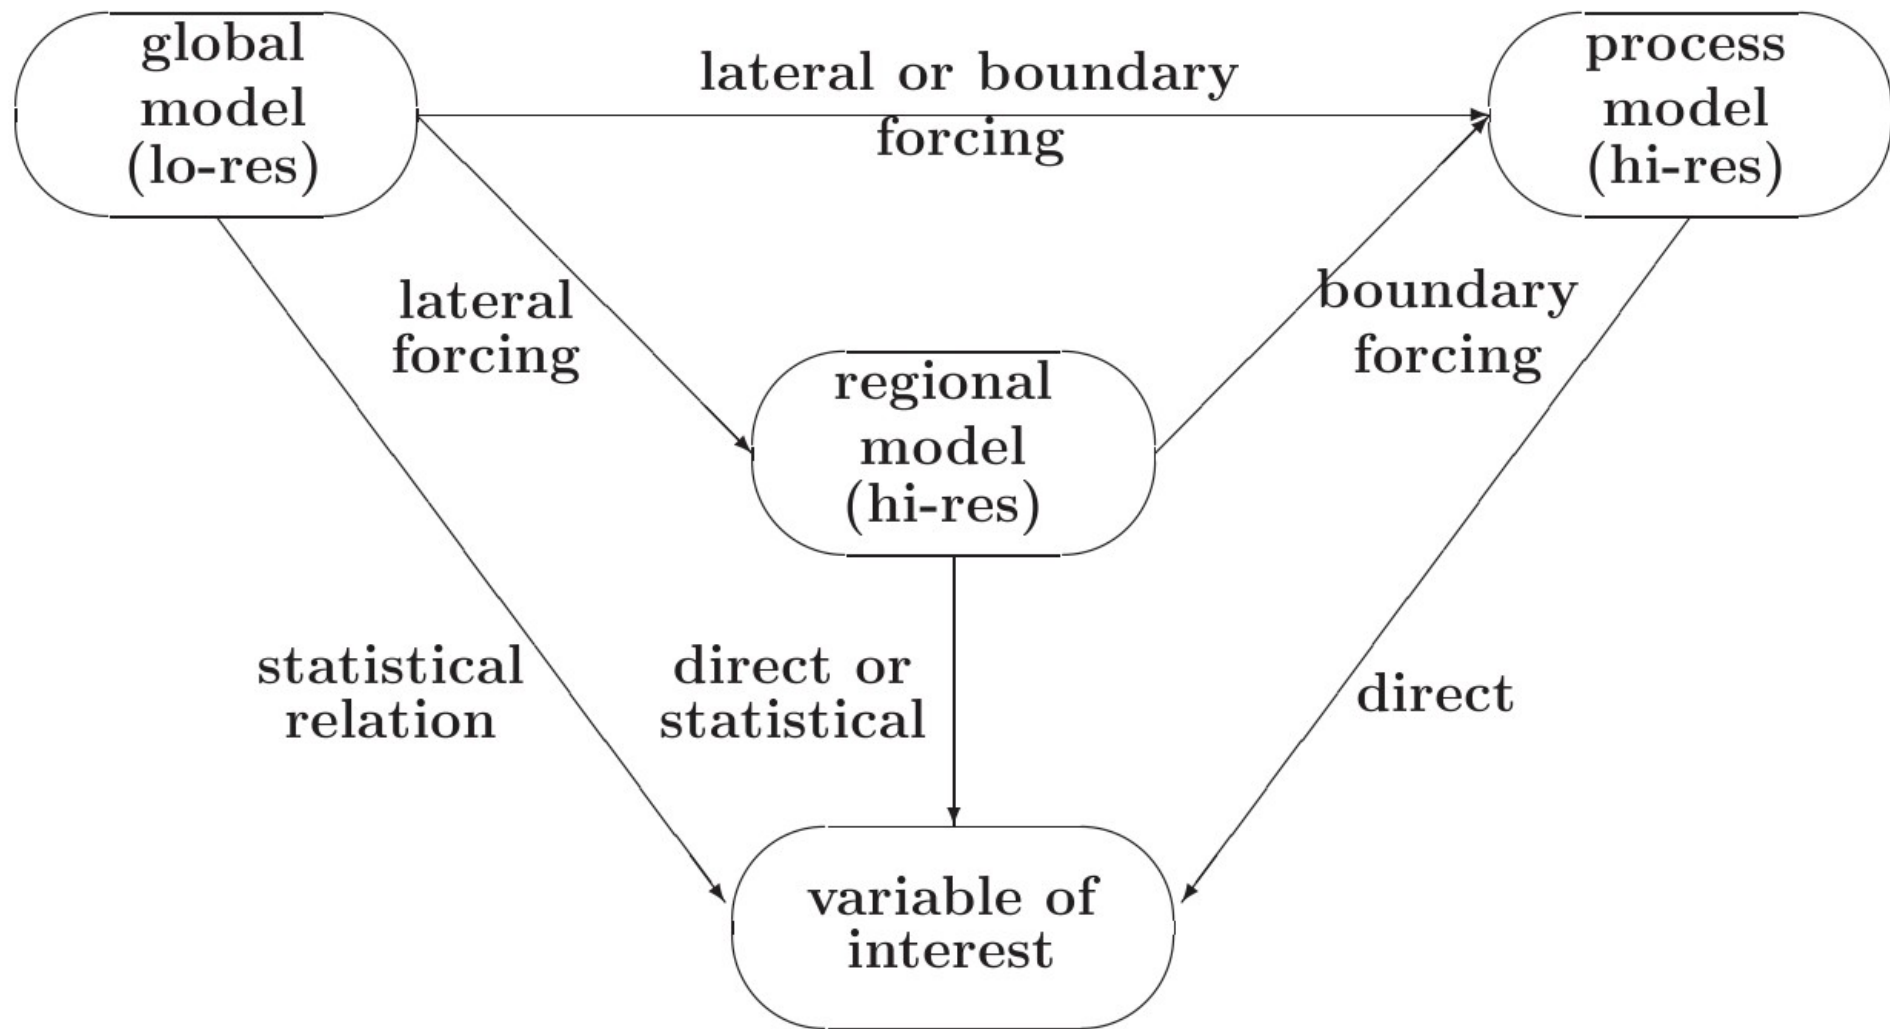 global
model
(lo-res)
lateral or boundary
forcing
process
model
(hi-res)
lateral
forcing
boundary
forcing
regional
model
(hi-res)
statistical
relation
direct or
statistical
direct
variable of
interest